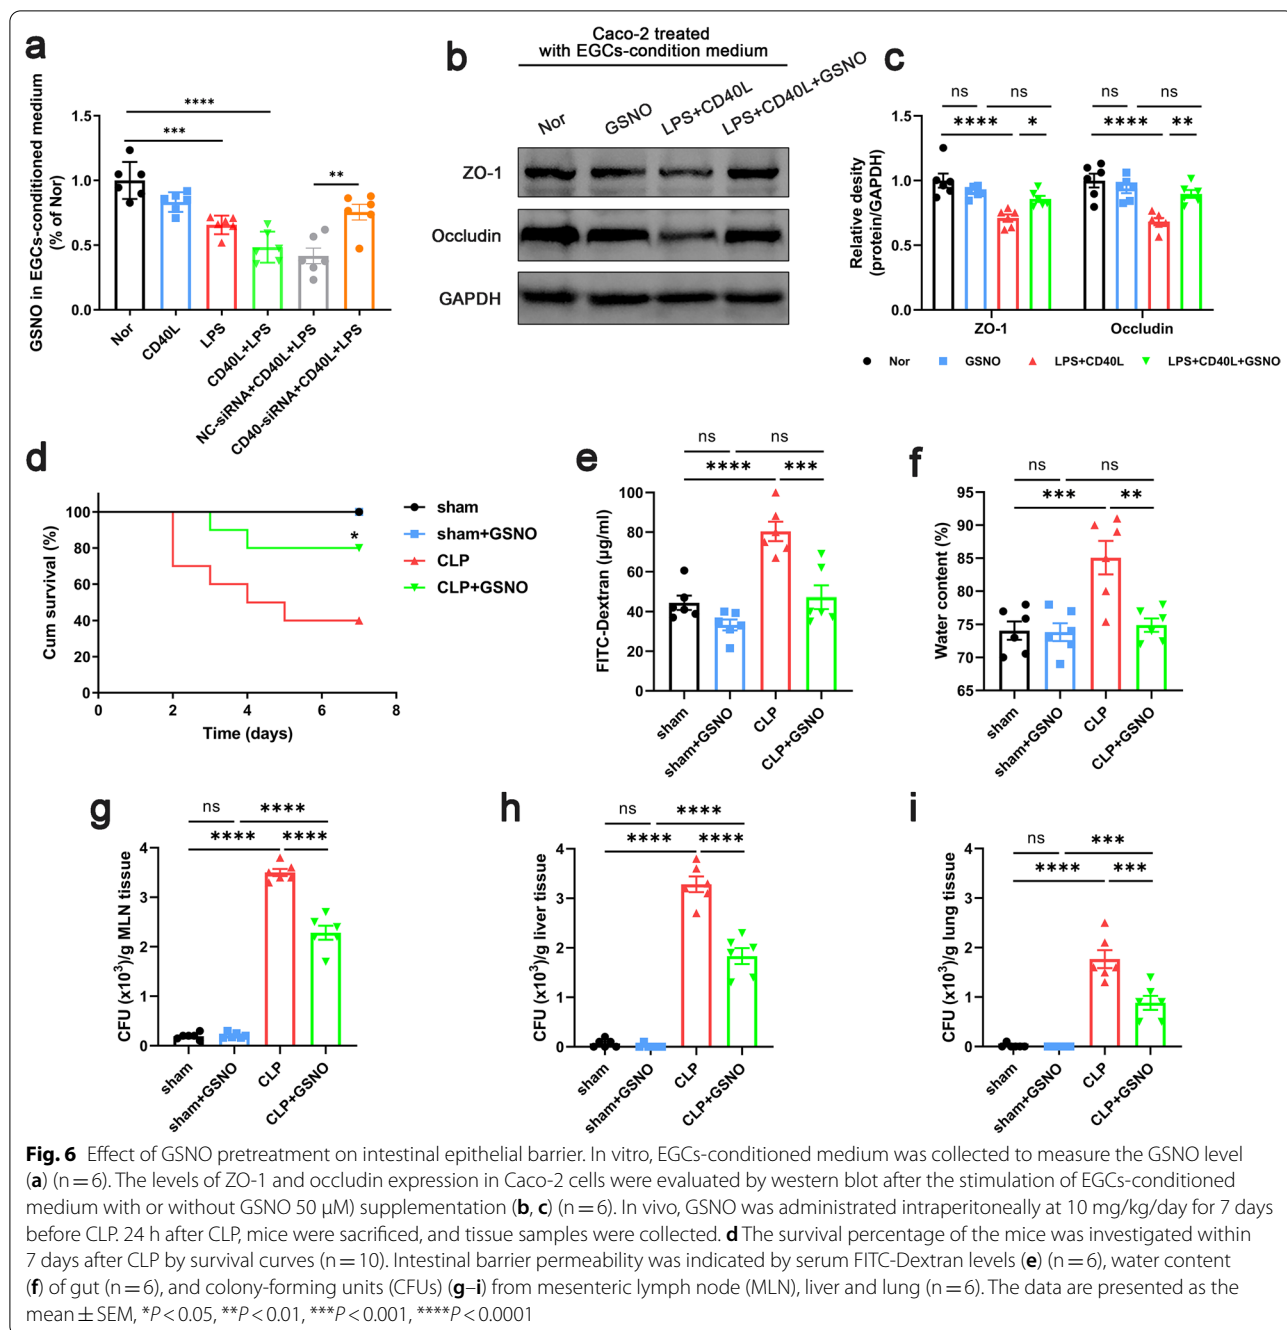 a
GSNO in EGCs-conditioned medium
(% of Nor)
1.5
1.0
0.5
0.0
****
***
**
Nor
CD40L
LPS
CD40L+LPS
NC-siRNA+CD40L+LPS
CD40-siRNA+CD40L+LPS
b
Caco-2 treated
with EGCs-condition medium
Nor
GSNO
LPS+CD40L
LPS+CD40L+GSNO
ZO-1
Occludin
GAPDH
c
Relative desity
(protein/GAPDH)
1.5
1.0
0.5
0.0
ns
ns
****
*
ns
ns
****
**
ZO-1
Occludin
Nor
GSNO
LPS+CD40L
LPS+CD40L+GSNO
d
Cum survival (%)
100
80
60
40
20
0
0
2
4
6
8
Time (days)
*
sham
sham+GSNO
CLP
CLP+GSNO
e
FITC-Dextran (µg/ml)
100
80
60
40
20
0
ns
ns
****
***
sham
sham+GSNO
CLP
CLP+GSNO
f
Water content (%)
95
90
85
80
75
70
65
ns
ns
***
**
sham
sham+GSNO
CLP
CLP+GSNO
g
CFU (x10³)/g MLN tissue
4
3
2
1
0
ns
****
****
****
sham
sham+GSNO
CLP
CLP+GSNO
h
CFU (x10³)/g liver tissue
4
3
2
1
0
ns
****
****
****
sham
sham+GSNO
CLP
CLP+GSNO
i
CFU (x10³)/g lung tissue
4
3
2
1
0
ns
***
****
***
sham
sham+GSNO
CLP
CLP+GSNO
Fig. 6 Effect of GSNO pretreatment on intestinal epithelial barrier. In vitro, EGCs-conditioned medium was collected to measure the GSNO level
(a) (n = 6). The levels of ZO-1 and occludin expression in Caco-2 cells were evaluated by western blot after the stimulation of EGCs-conditioned
medium with or without GSNO 50 µM) supplementation (b, c) (n = 6). In vivo, GSNO was administrated intraperitoneally at 10 mg/kg/day for 7 days
before CLP. 24 h after CLP, mice were sacrificed, and tissue samples were collected. d The survival percentage of the mice was investigated within
7 days after CLP by survival curves (n = 10). Intestinal barrier permeability was indicated by serum FITC-Dextran levels (e) (n = 6), water content
(f) of gut (n = 6), and colony-forming units (CFUs) (g–i) from mesenteric lymph node (MLN), liver and lung (n = 6). The data are presented as the
mean ± SEM, *P < 0.05, **P < 0.01, ***P < 0.001, ****P < 0.0001